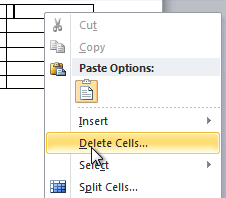 Cut
Copy
Paste Options:
Insert
Delete Cells...
Select
Split Cells...